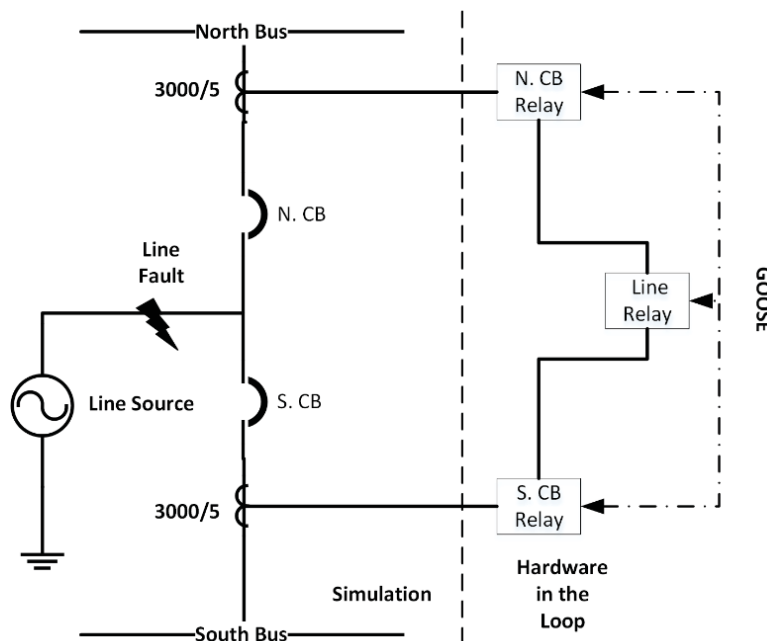 North Bus
3000/5
N. CB
Relay
N. CB
Line
Fault
Line
Relay
GOOSE
Line Source
S. CB
3000/5
S. CB
Relay
Simulation
Hardware
in the
Loop
South Bus